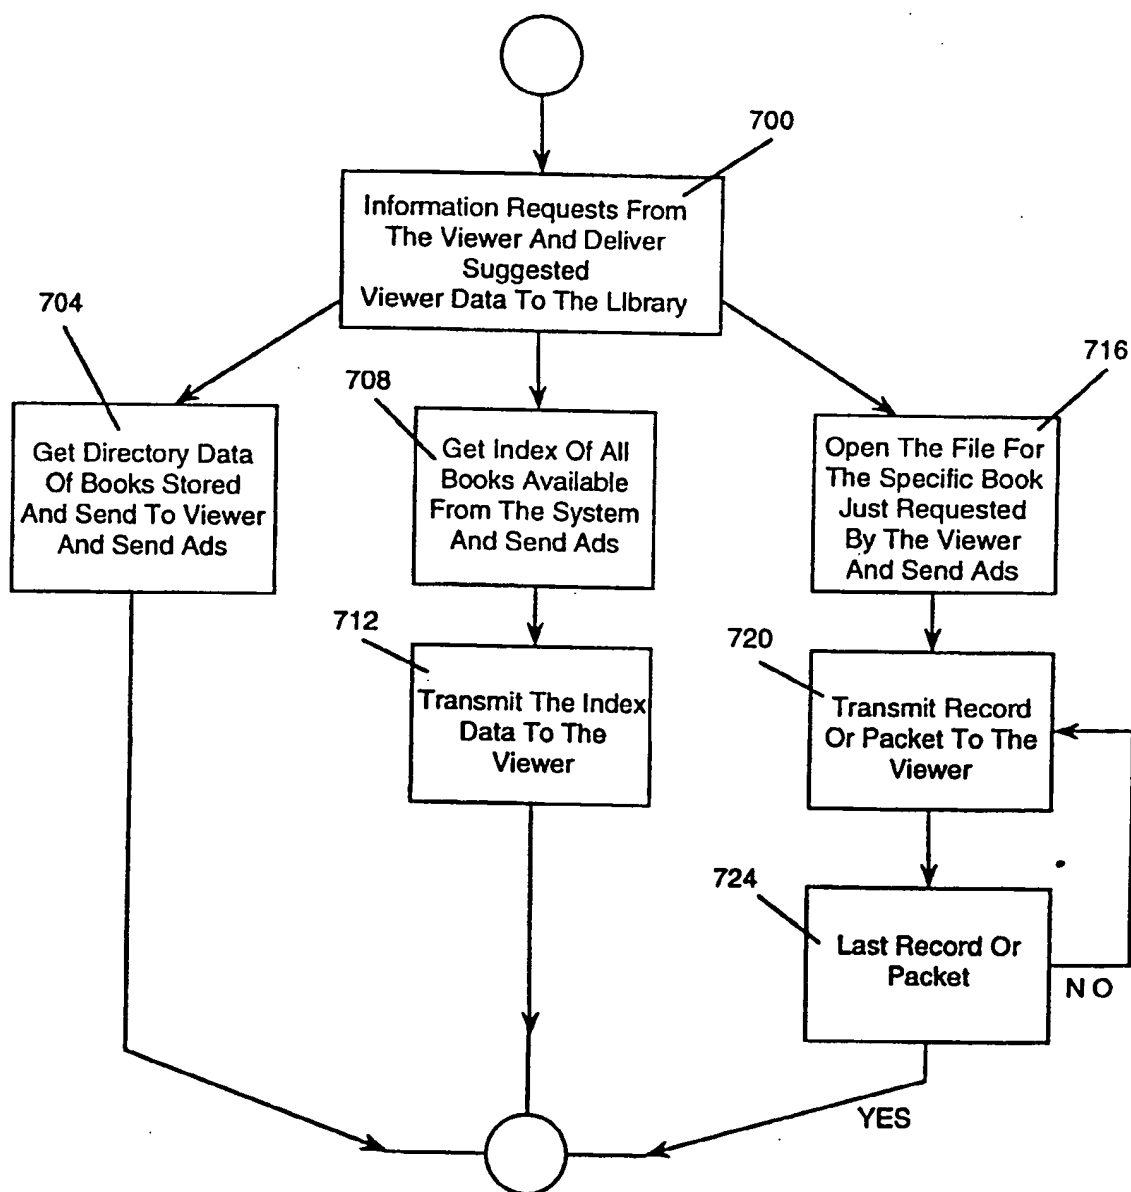 700
Information Requests From
The Viewer And Deliver
Suggested
Viewer Data To The Library
704
Get Directory Data
Of Books Stored
And Send To Viewer
And Send Ads
708
Get Index Of All
Books Available
From The System
And Send Ads
716
Open The File For
The Specific Book
Just Requested
By The Viewer
And Send Ads
712
Transmit The Index
Data To The
Viewer
720
Transmit Record
Or Packet To The
Viewer
724
Last Record Or
Packet
NO
YES